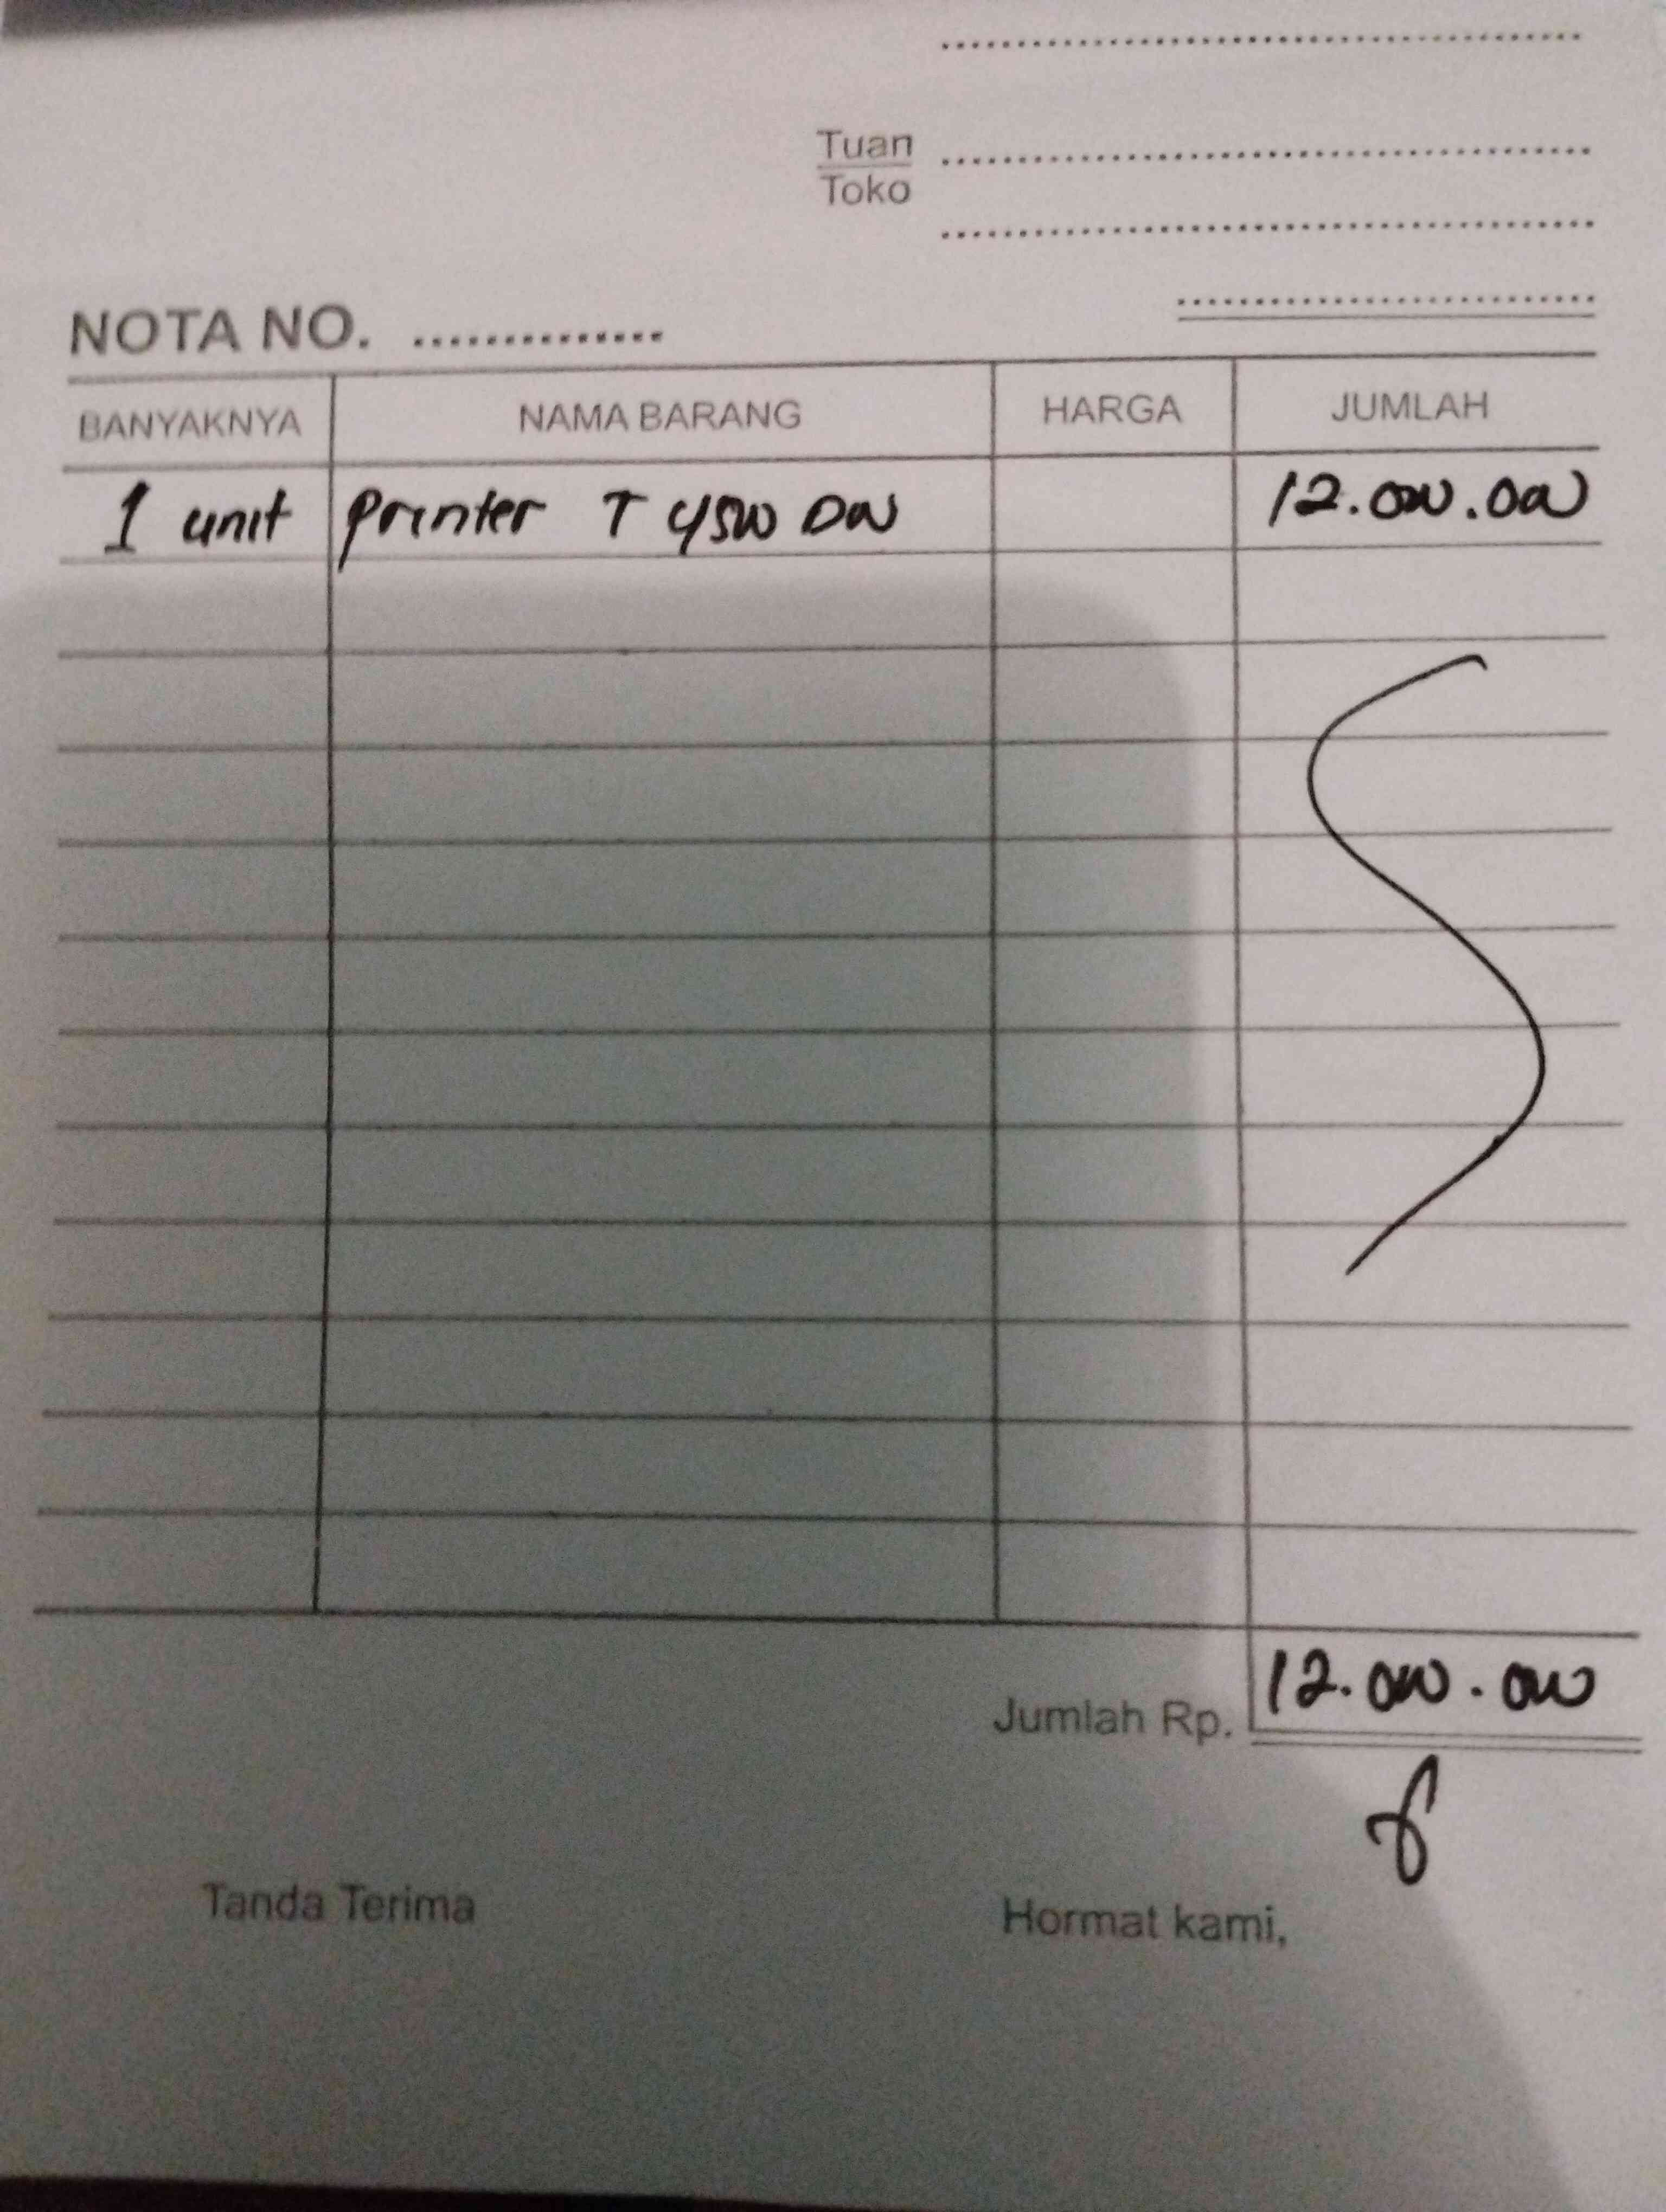 Tuan
Toko
NOTA NO. ..............
BANYAKNYA NAMA BARANG HARGA JUMLAH
1 unit printer T 4500 DW 12.000.000
Jumlah Rp. 12.000.000
Tanda Terima Hormat kami,